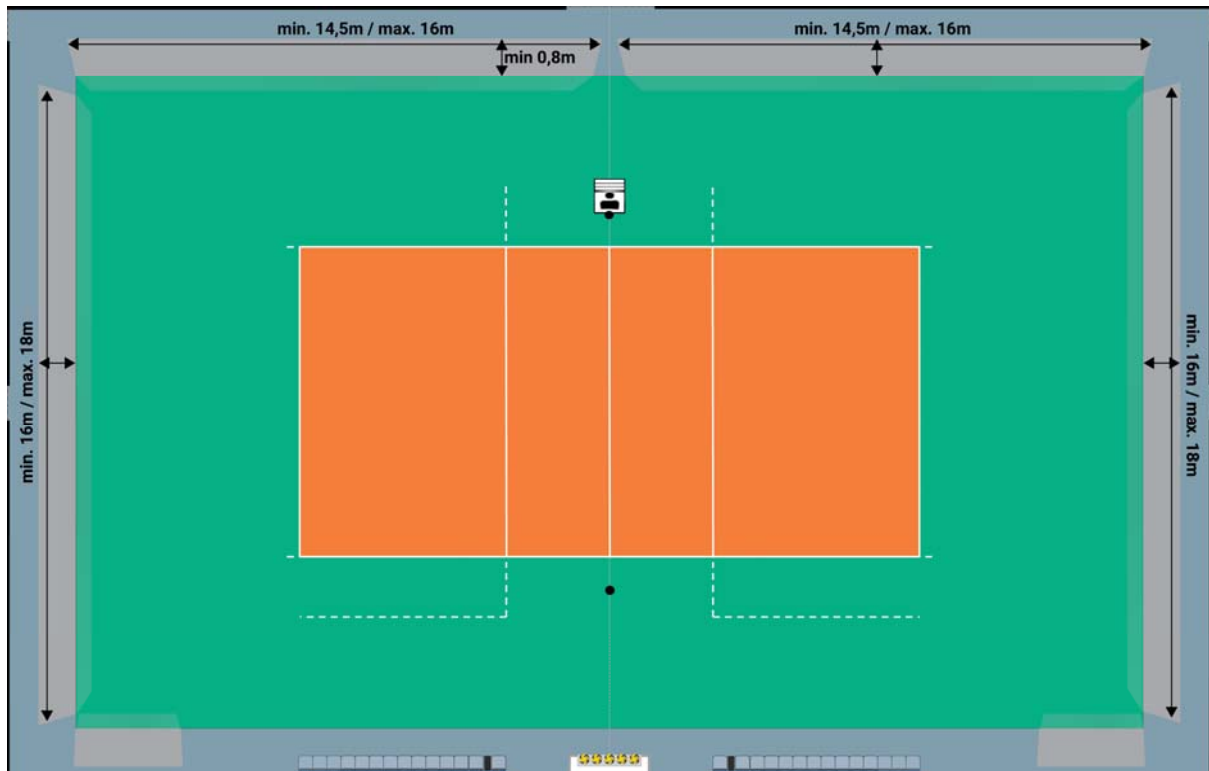 min. 14,5m / max. 16m
min. 14,5m / max. 16m
min 0,8m
min. 16m / max. 18m
min. 16m / max. 18m